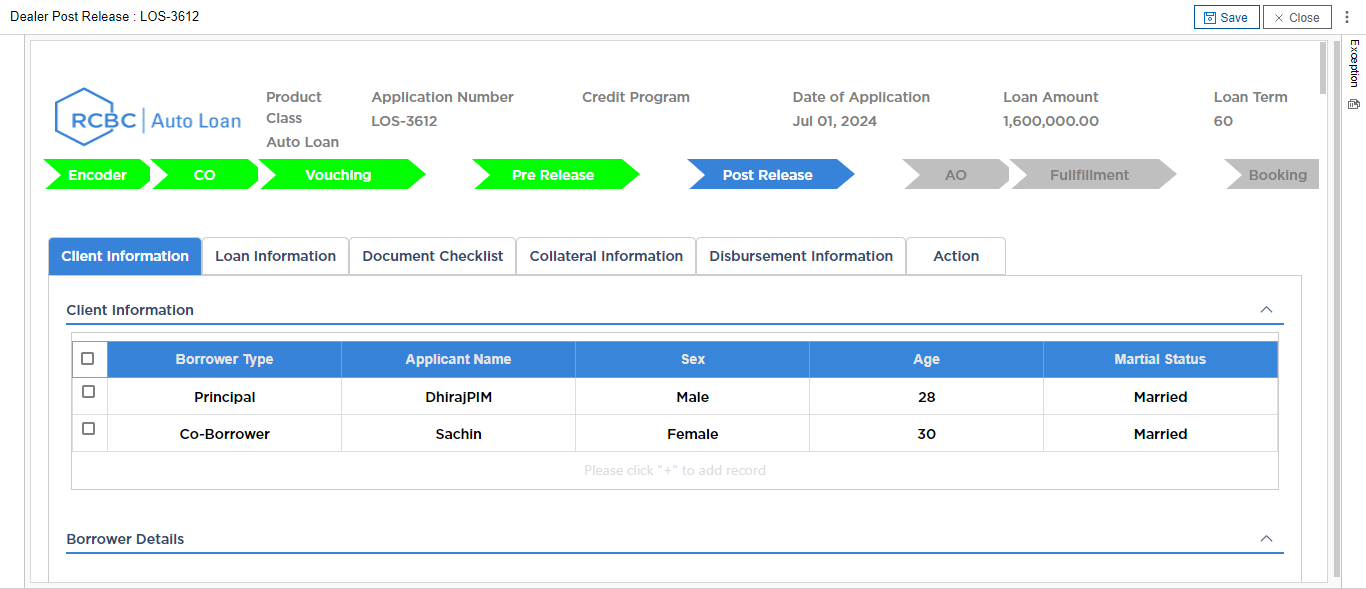 Dealer Post Release : LOS-3612
Save
Close
Exception
RCBC Auto Loan
Product Class
Auto Loan
Application Number
LOS-3612
Credit Program
Date of Application
Jul 01, 2024
Loan Amount
1,600,000.00
Loan Term
60
Encoder
CO
Vouching
Pre Release
Post Release
AO
Fullfillment
Booking
Client Information
Loan Information
Document Checklist
Collateral Information
Disbursement Information
Action
Client Information
Borrower Type Applicant Name Sex Age Martial Status
Principal DhirajPIM Male 28 Married
Co-Borrower Sachin Female 30 Married
Please click "+" to add record
Borrower Details